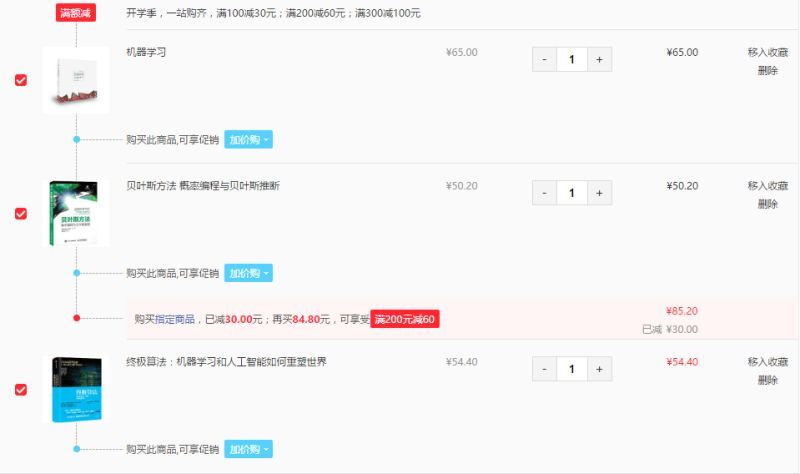 满额减 开学季，一站购齐，满100减30元；满200减60元；满300减100元
机器学习 ¥65.00 - 1 + ¥65.00 移入收藏
删除
购买此商品,可享促销 加价购
贝叶斯方法 概率编程与贝叶斯推断 ¥50.20 - 1 + ¥50.20 移入收藏
删除
贝叶斯方法
购买此商品,可享促销 加价购
购买指定商品，已减30.00元；再买84.80元，可享受满200元减60 ¥85.20
已减 ¥30.00
终极算法：机器学习和人工智能如何重塑世界 ¥54.40 - 1 + ¥54.40 移入收藏
删除
终极算法
购买此商品,可享促销 加价购